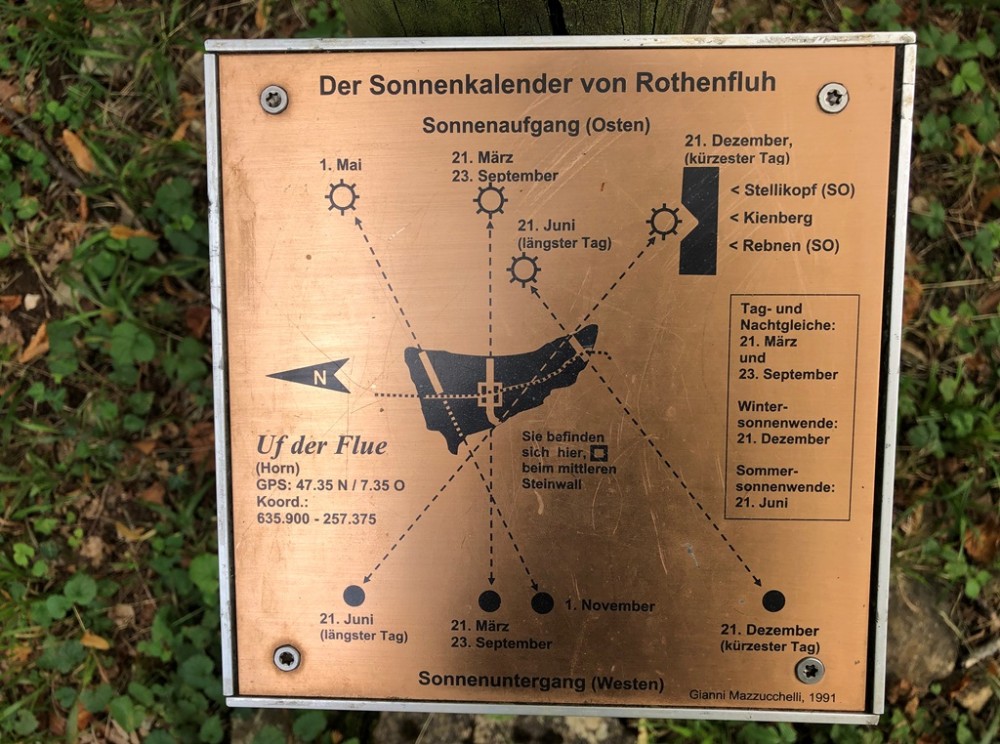 Der Sonnenkalender von Rothenfluh
Sonnenaufgang (Osten)
1. Mai
21. März
23. September
21. Juni
(längster Tag)
21. Dezember,
(kürzester Tag)
< Stellikopf (SO)
< Kienberg
< Rebnen (SO)
Tag- und
Nachtgleiche:
21. März
und
23. September
Winter-
sonnenwende:
21. Dezember
Sommer-
sonnenwende:
21. Juni
N
Uf der Flue
(Horn)
GPS: 47.35 N / 7.35 O
Koord.:
635.900 - 257.375
Sie befinden
sich hier,
beim mittleren
Steinwall
21. Juni
(längster Tag)
21. März
23. September
1. November
21. Dezember
(kürzester Tag)
Sonnenuntergang (Westen)
Gianni Mazzucchelli, 1991